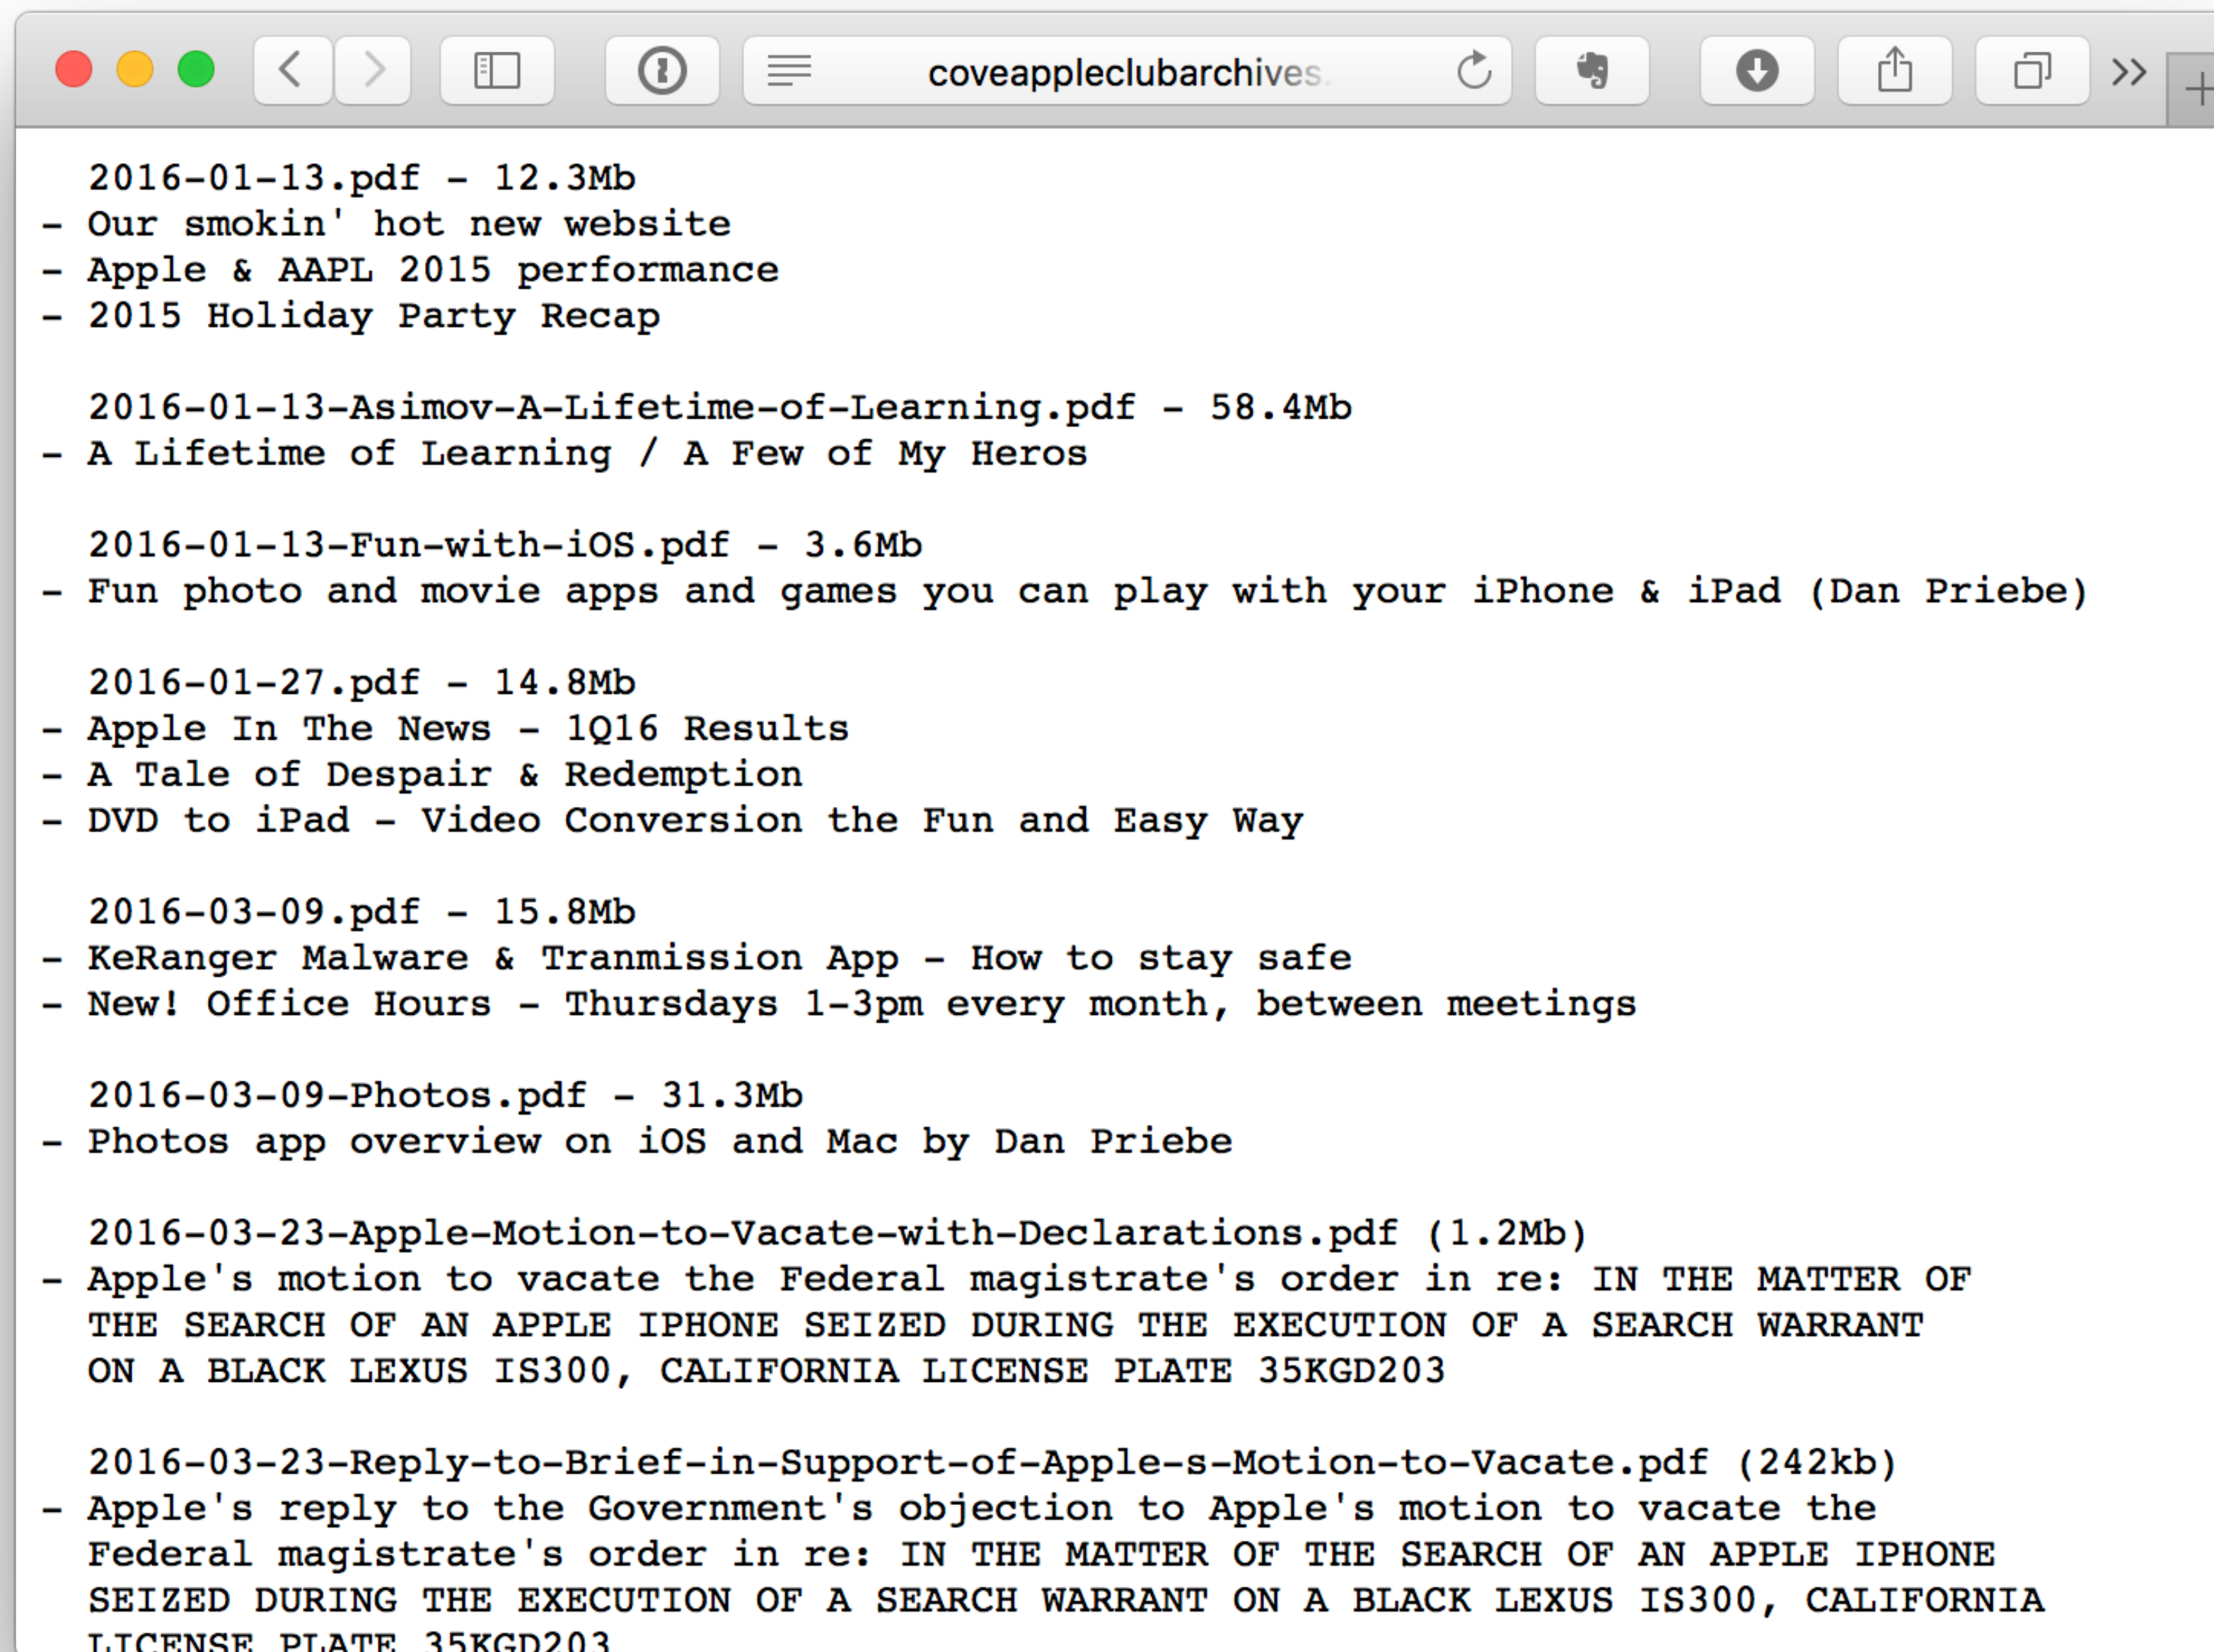 coveappleclubarchives.
2016-01-13.pdf - 12.3Mb
- Our smokin' hot new website
- Apple & AAPL 2015 performance
- 2015 Holiday Party Recap
2016-01-13-Asimov-A-Lifetime-of-Learning.pdf - 58.4Mb
- A Lifetime of Learning / A Few of My Heros
2016-01-13-Fun-with-iOS.pdf - 3.6Mb
- Fun photo and movie apps and games you can play with your iPhone & iPad (Dan Priebe)
2016-01-27.pdf - 14.8Mb
- Apple In The News - 1Q16 Results
- A Tale of Despair & Redemption
- DVD to iPad - Video Conversion the Fun and Easy Way
2016-03-09.pdf - 15.8Mb
- KeRanger Malware & Tranmission App - How to stay safe
- New! Office Hours - Thursdays 1-3pm every month, between meetings
2016-03-09-Photos.pdf - 31.3Mb
- Photos app overview on iOS and Mac by Dan Priebe
2016-03-23-Apple-Motion-to-Vacate-with-Declarations.pdf (1.2Mb)
- Apple's motion to vacate the Federal magistrate's order in re: IN THE MATTER OF
THE SEARCH OF AN APPLE IPHONE SEIZED DURING THE EXECUTION OF A SEARCH WARRANT
ON A BLACK LEXUS IS300, CALIFORNIA LICENSE PLATE 35KGD203
2016-03-23-Reply-to-Brief-in-Support-of-Apple-s-Motion-to-Vacate.pdf (242kb)
- Apple's reply to the Government's objection to Apple's motion to vacate the
Federal magistrate's order in re: IN THE MATTER OF THE SEARCH OF AN APPLE IPHONE
SEIZED DURING THE EXECUTION OF A SEARCH WARRANT ON A BLACK LEXUS IS300, CALIFORNIA
LICENSE PLATE 35KGD203